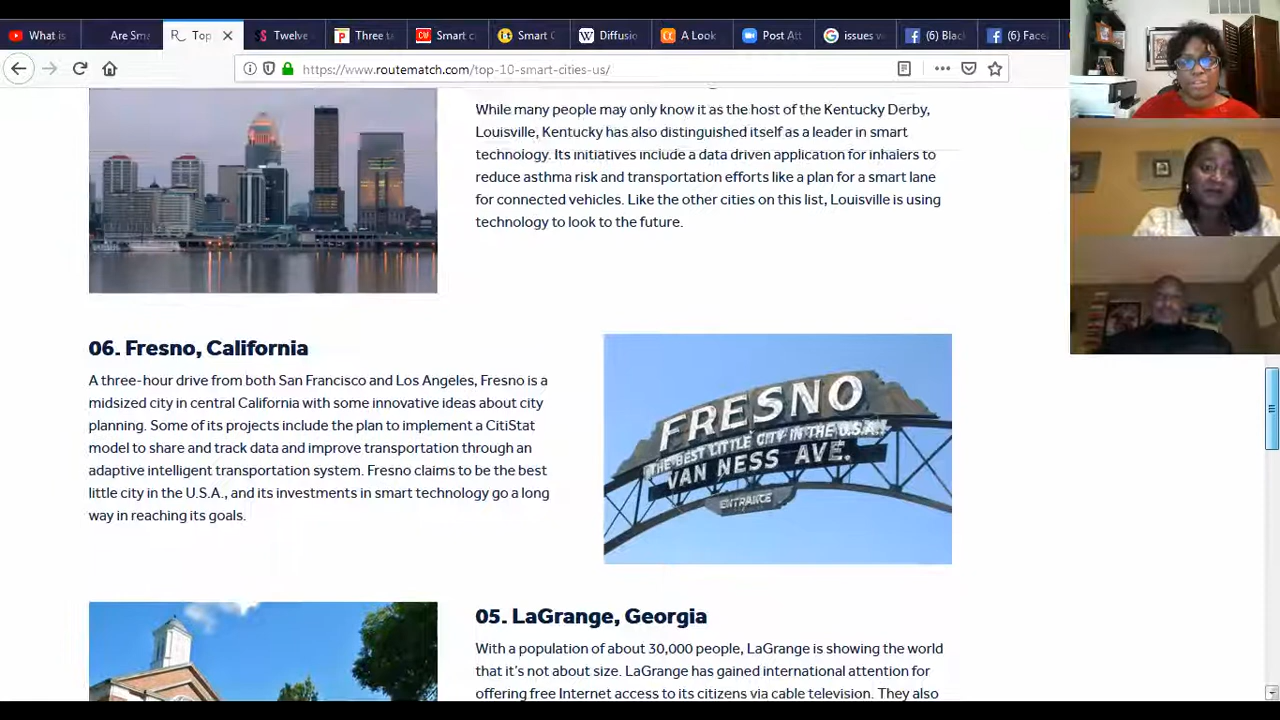 What is
Are Sma
Top
Twelve
Three t
Smart c
Smart C
Diffusio
A Look
Post Att
issues w
(6) Blac
(6) Facel
https://www.routematch.com/top-10-smart-cities-us/
While many people may only know it as the host of the Kentucky Derby,
Louisville, Kentucky has also distinguished itself as a leader in smart
technology. Its initiatives include a data driven application for inhalers to
reduce asthma risk and transportation efforts like a plan for a smart lane
for connected vehicles. Like the other cities on this list, Louisville is using
technology to look to the future.
06. Fresno, California
A three-hour drive from both San Francisco and Los Angeles, Fresno is a
midsized city in central California with some innovative ideas about city
planning. Some of its projects include the plan to implement a CitiStat
model to share and track data and improve transportation through an
adaptive intelligent transportation system. Fresno claims to be the best
little city in the U.S.A., and its investments in smart technology go a long
way in reaching its goals.
FRESNO
THE BEST LITTLE CITY IN THE U.S.A.
VAN NESS AVE.
ENTRANCE
05. LaGrange, Georgia
With a population of about 30,000 people, LaGrange is showing the world
that it's not about size. LaGrange has gained international attention for
offering free Internet access to its citizens via cable television. They also